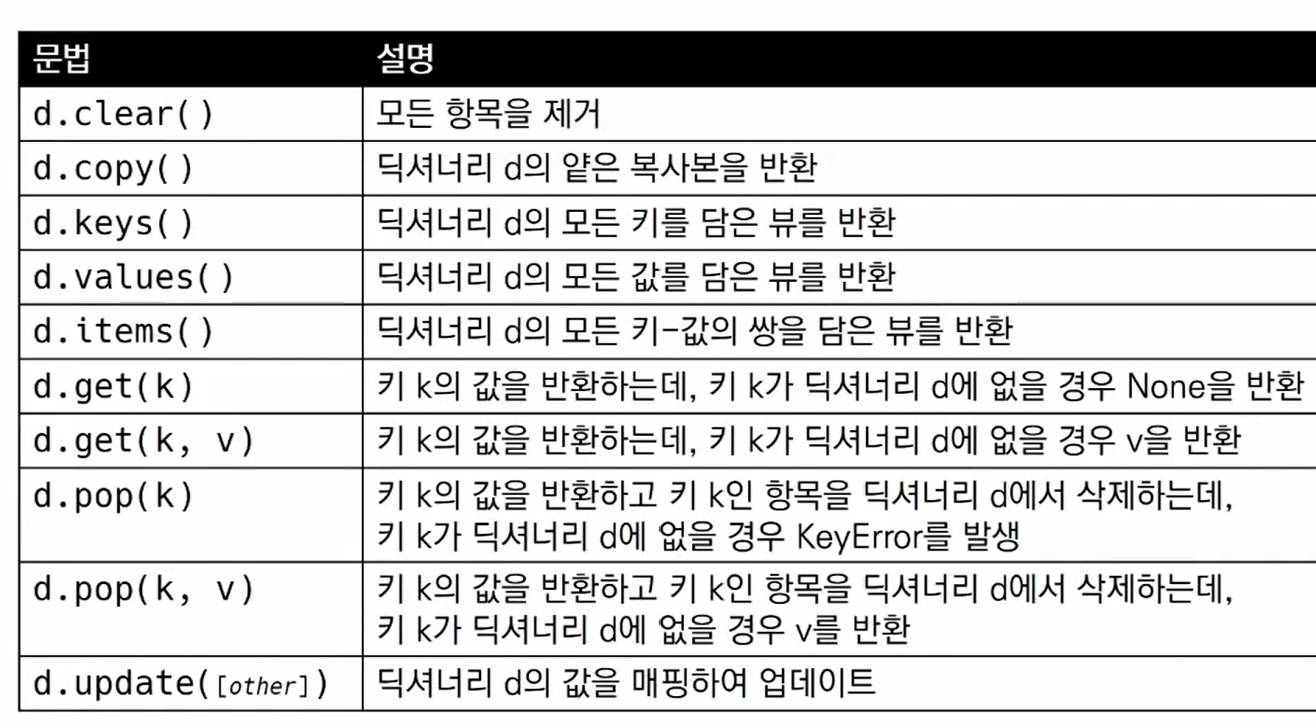 문법 설명
d.clear() 모든 항목을 제거
d.copy() 딕셔너리 d의 얕은 복사본을 반환
d.keys() 딕셔너리 d의 모든 키를 담은 뷰를 반환
d.values() 딕셔너리 d의 모든 값를 담은 뷰를 반환
d.items() 딕셔너리 d의 모든 키-값의 쌍을 담은 뷰를 반환
d.get(k) 키 k의 값을 반환하는데, 키 k가 딕셔너리 d에 없을 경우 None을 반환
d.get(k, v) 키 k의 값을 반환하는데, 키 k가 딕셔너리 d에 없을 경우 v을 반환
d.pop(k) 키 k의 값을 반환하고 키 k인 항목을 딕셔너리 d에서 삭제하는데,
키 k가 딕셔너리 d에 없을 경우 KeyError를 발생
d.pop(k, v) 키 k의 값을 반환하고 키 k인 항목을 딕셔너리 d에서 삭제하는데,
키 k가 딕셔너리 d에 없을 경우 v를 반환
d.update([other]) 딕셔너리 d의 값을 매핑하여 업데이트